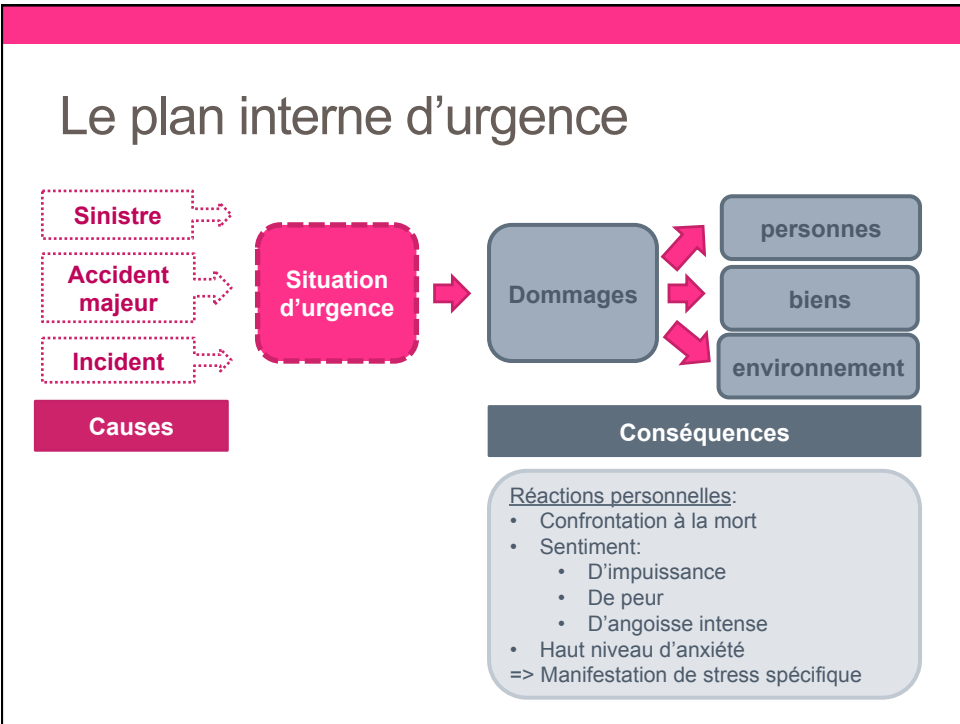 Le plan interne d’urgence
Sinistre
Accident
majeur
Incident
Causes
Situation
d’urgence
Dommages
personnes
biens
environnement
Conséquences
Réactions personnelles:
• Confrontation à la mort
• Sentiment:
• D’impuissance
• De peur
• D’angoisse intense
• Haut niveau d’anxiété
=> Manifestation de stress spécifique